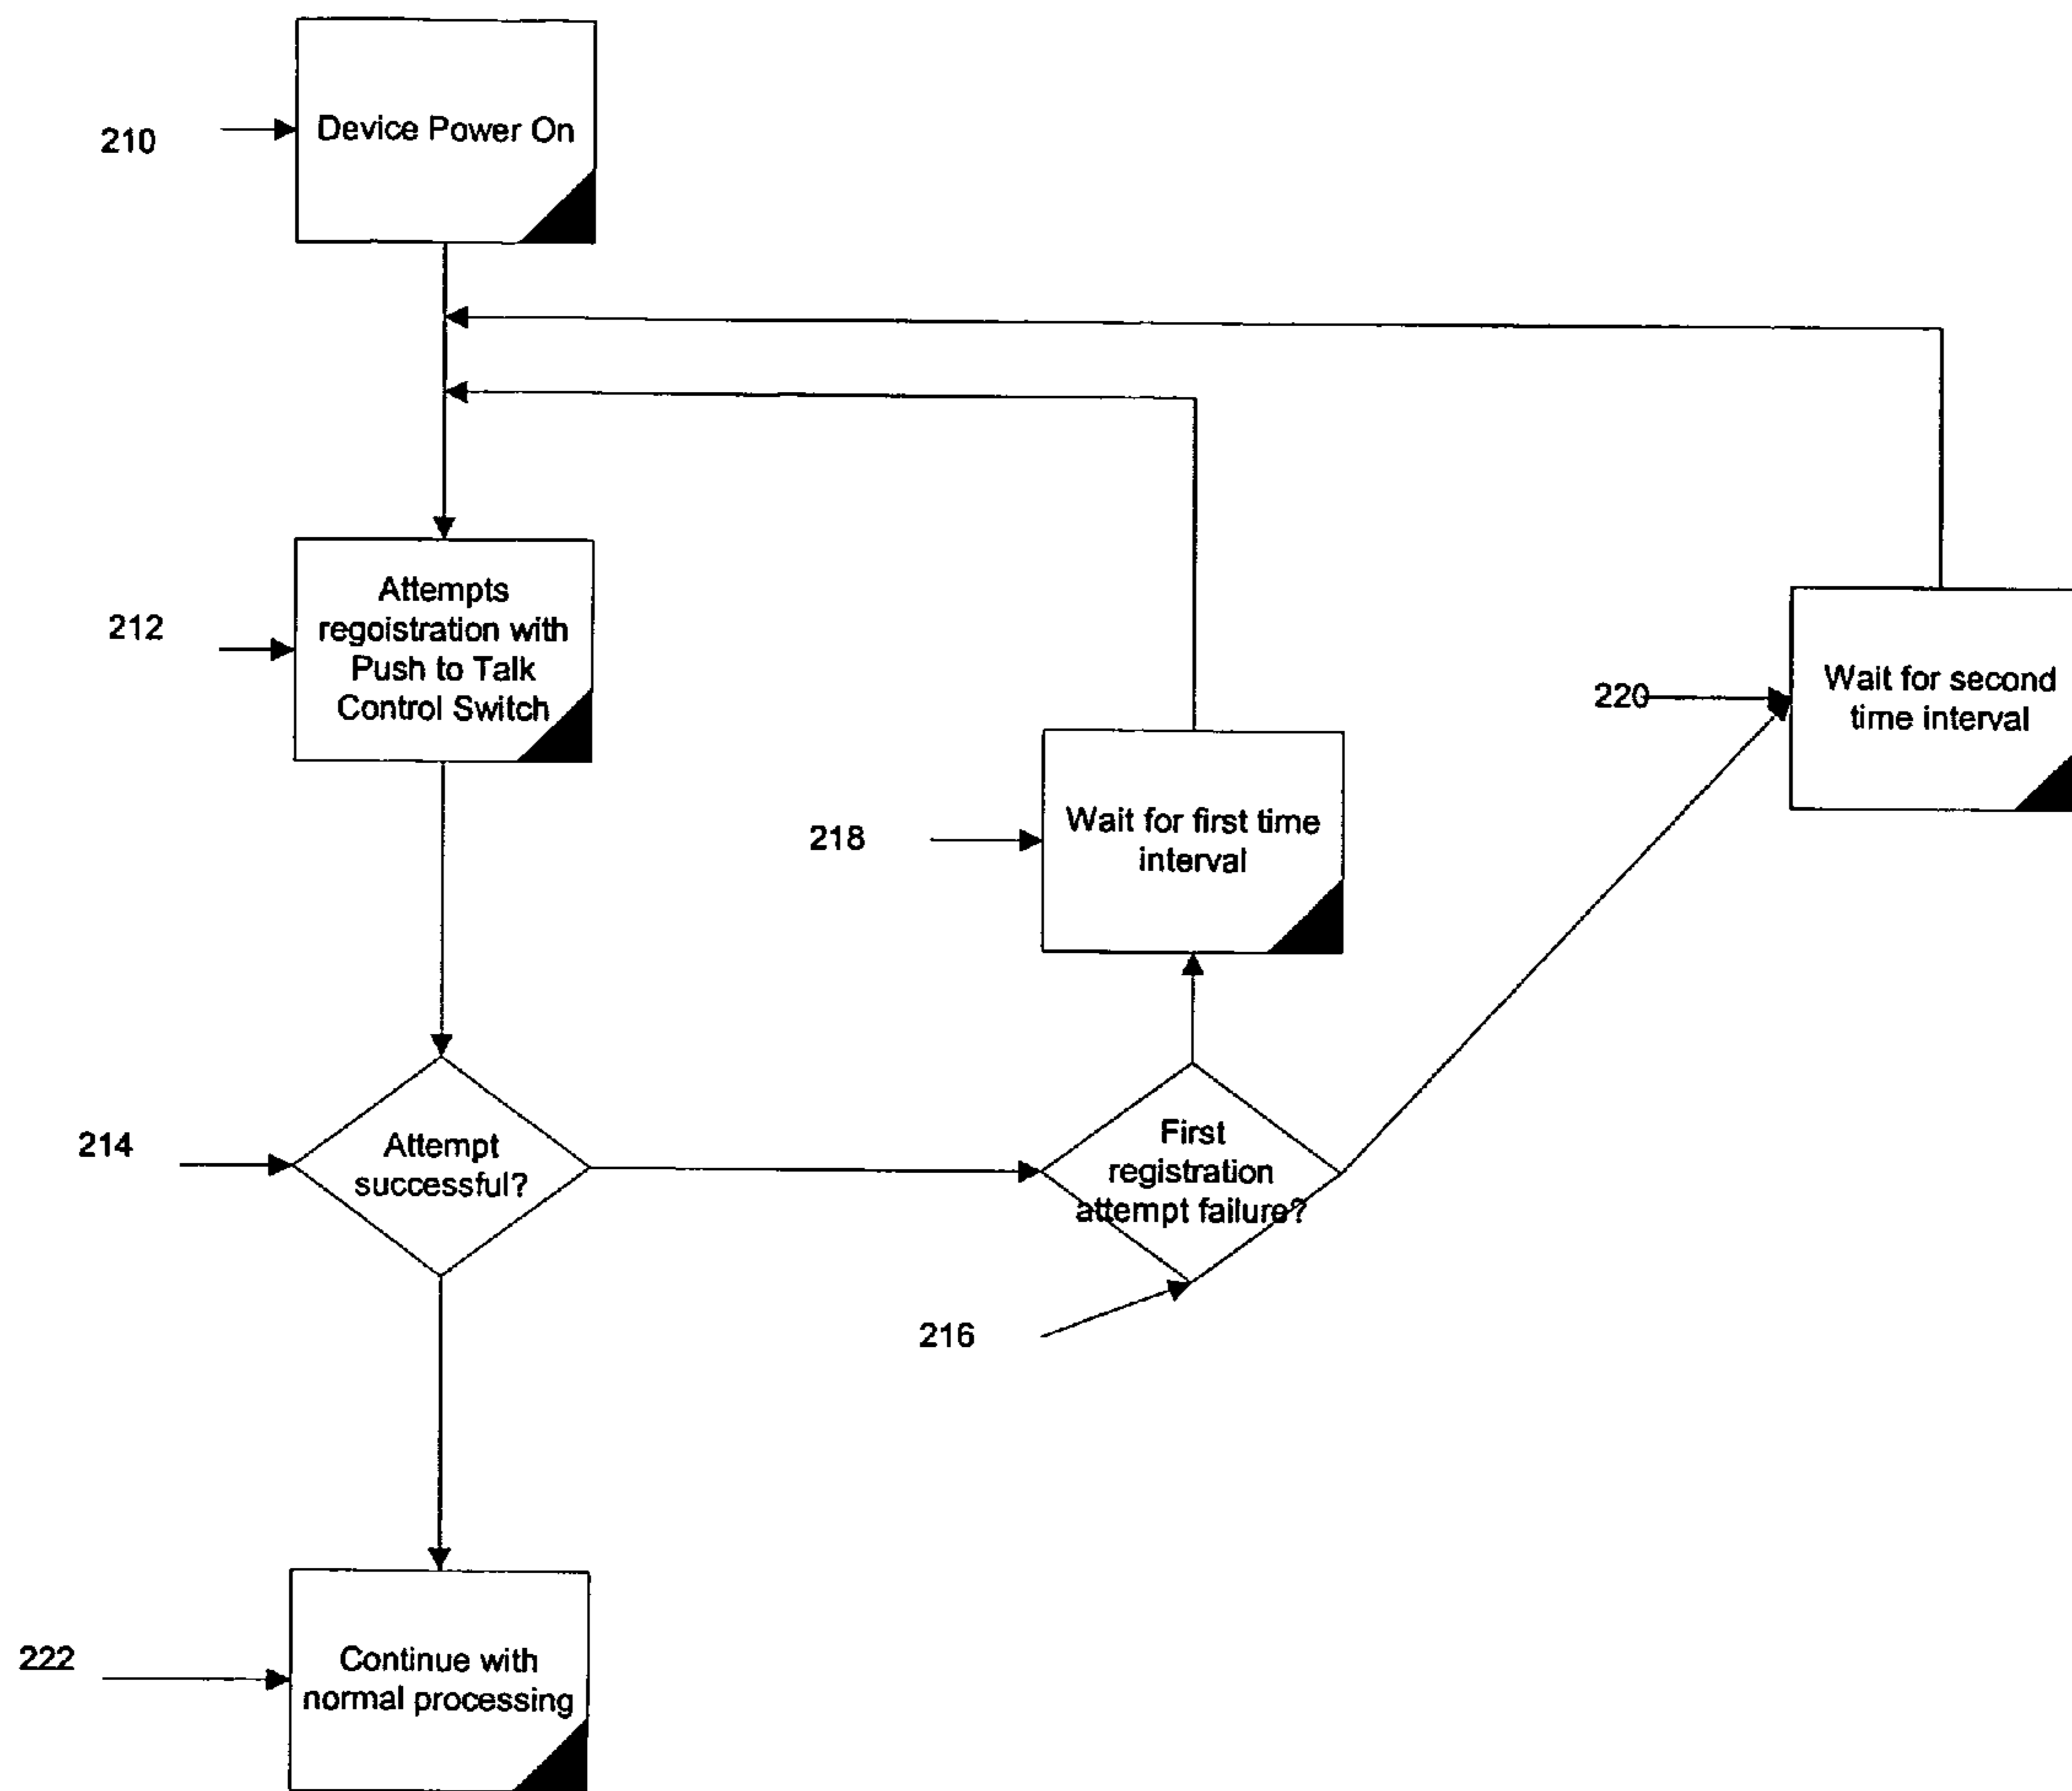 210
Device Power On
212
Attempts
regoistration with
Push to Talk
Control Switch
220
Wait for second
time interval
218
Wait for first time
interval
214
Attempt
successful?
First
registration
attempt failure?
216
222
Continue with
normal processing